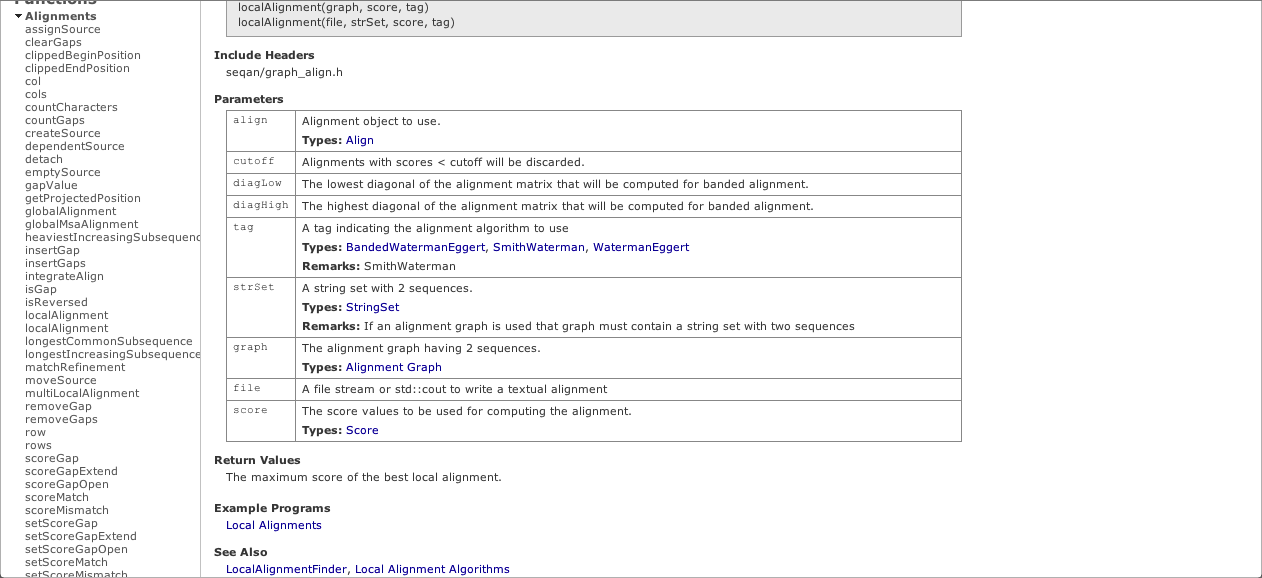 Functions
Alignments
assignSource
clearGaps
clippedBeginPosition
clippedEndPosition
col
cols
countCharacters
countGaps
createSource
dependentSource
detach
emptySource
gapValue
getProjectedPosition
globalAlignment
globalMsaAlignment
heaviestIncreasingSubsequenc
insertGap
insertGaps
integrateAlign
isGap
isReversed
localAlignment
localAlignment
longestCommonSubsequence
longestIncreasingSubsequence
matchRefinement
moveSource
multiLocalAlignment
removeGap
removeGaps
row
rows
scoreGap
scoreGapExtend
scoreGapOpen
scoreMatch
scoreMismatch
setScoreGap
setScoreGapExtend
setScoreGapOpen
setScoreMatch
setScoreMismatch
localAlignment(graph, score, tag)
localAlignment(file, strSet, score, tag)
Include Headers
seqan/graph_align.h
Parameters
align Alignment object to use.
Types: Align
cutoff Alignments with scores < cutoff will be discarded.
diagLow The lowest diagonal of the alignment matrix that will be computed for banded alignment.
diagHigh The highest diagonal of the alignment matrix that will be computed for banded alignment.
tag A tag indicating the alignment algorithm to use
Types: BandedWatermanEggert, SmithWaterman, WatermanEggert
Remarks: SmithWaterman
strSet A string set with 2 sequences.
Types: StringSet
Remarks: If an alignment graph is used that graph must contain a string set with two sequences
graph The alignment graph having 2 sequences.
Types: Alignment Graph
file A file stream or std::cout to write a textual alignment
score The score values to be used for computing the alignment.
Types: Score
Return Values
The maximum score of the best local alignment.
Example Programs
Local Alignments
See Also
LocalAlignmentFinder, Local Alignment Algorithms